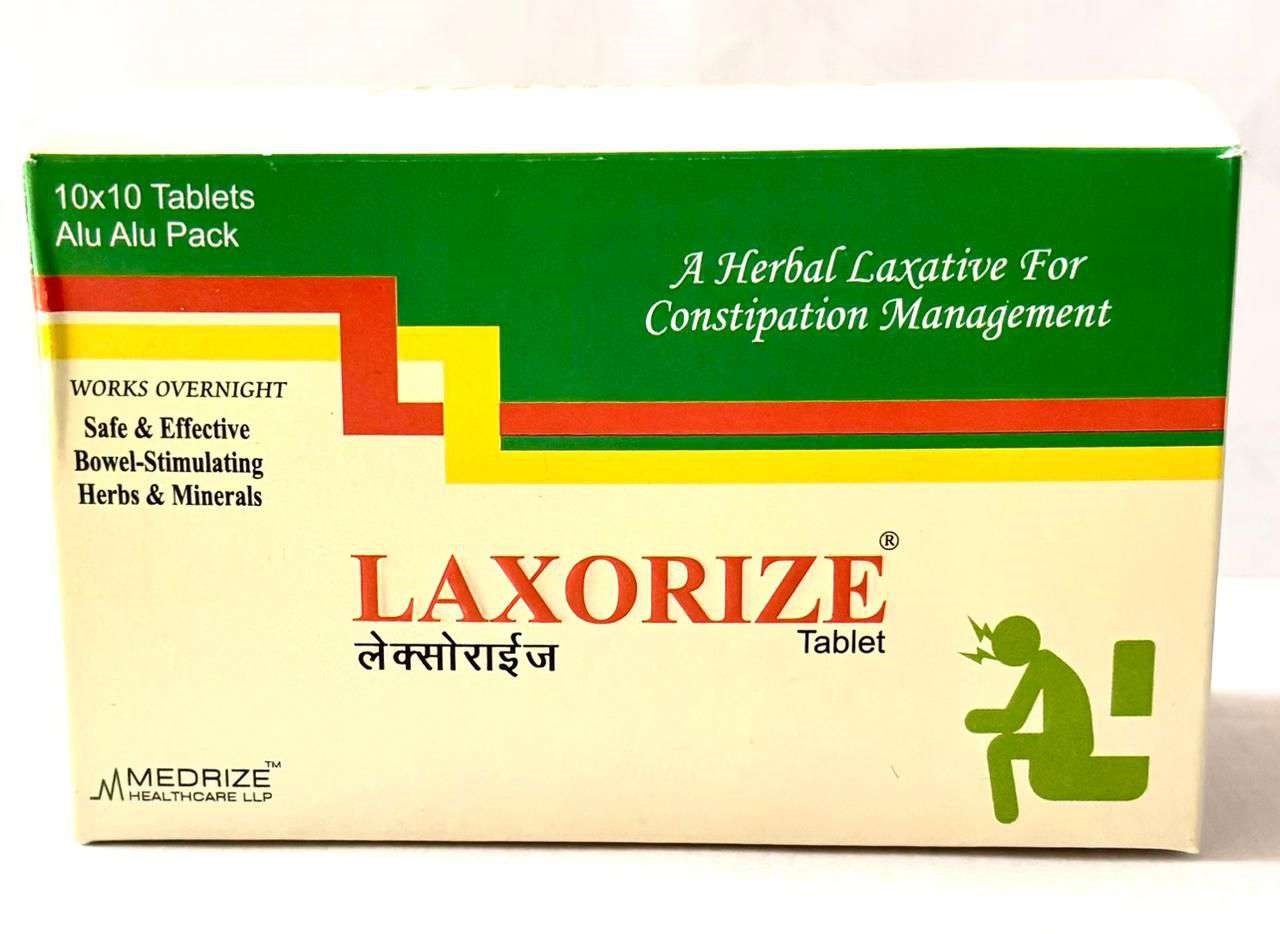 10x10 Tablets
Alu Alu Pack
A Herbal Laxative For
Constipation Management
WORKS OVERNIGHT
Safe & Effective
Bowel-Stimulating
Herbs & Minerals
LAXORIZE®
Tablet
लेक्सोराईज
MEDRIZE™
HEALTHCARE LLP